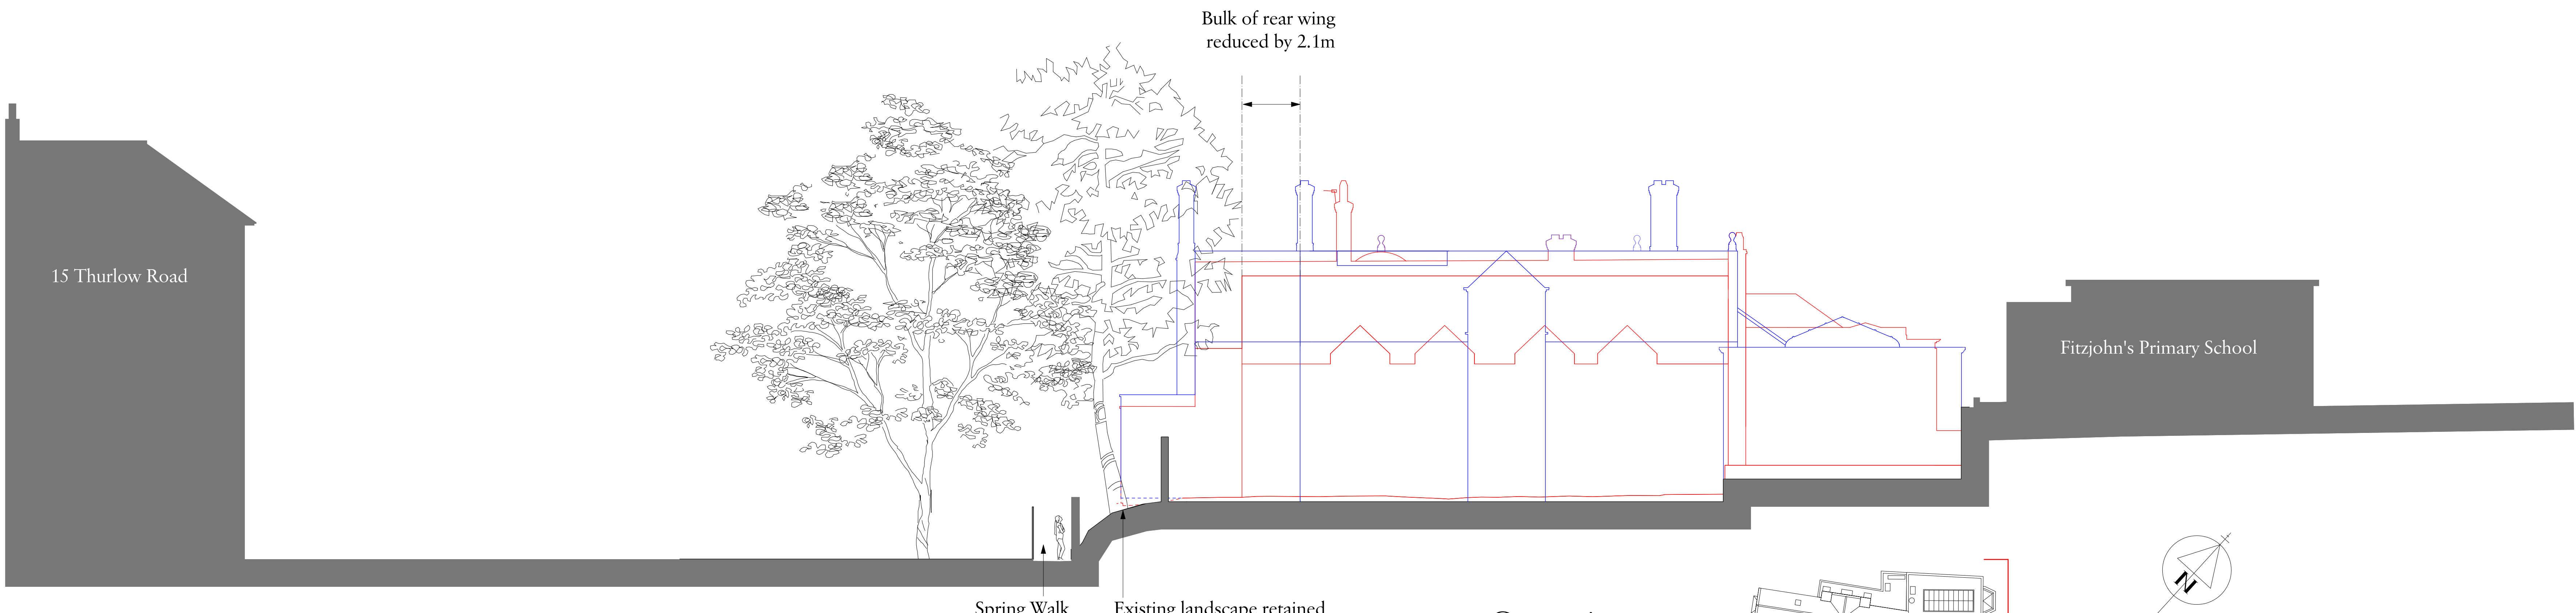 Bulk of rear wing
reduced by 2.1m
15 Thurlow Road
Fitzjohn's Primary School
Spring Walk
Existing landscape retained
N